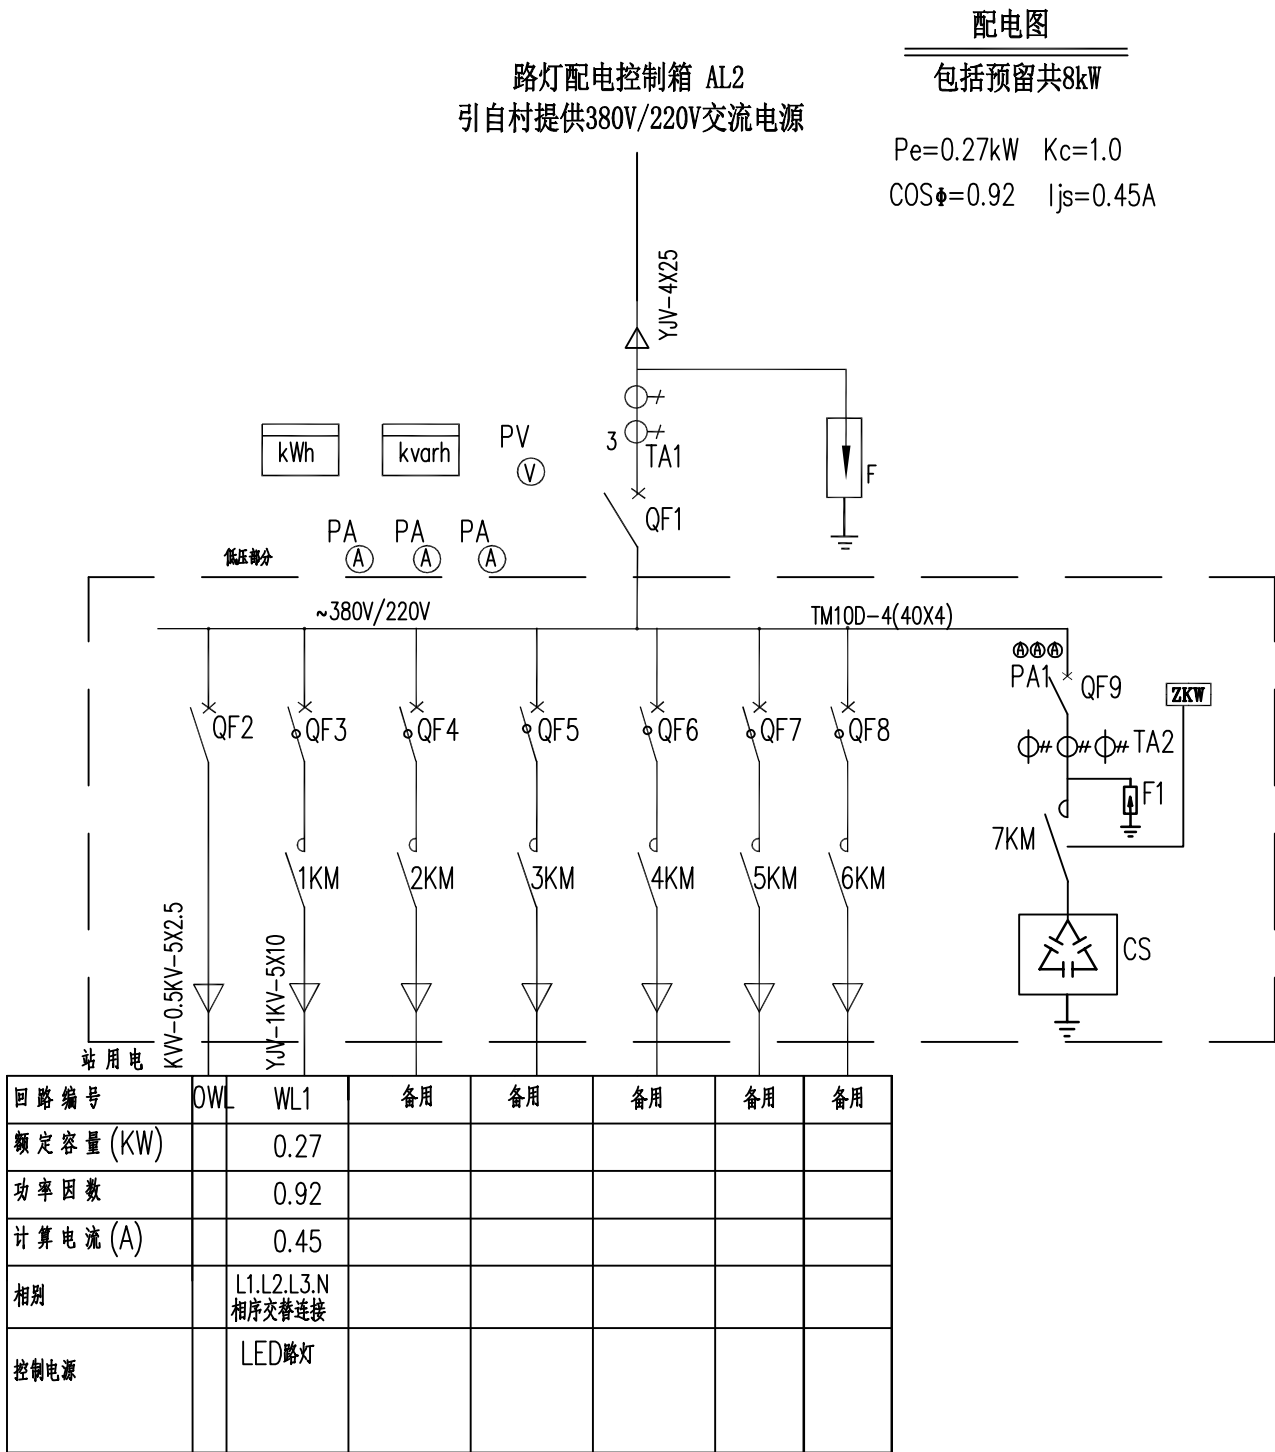 配电图
包括预留共8kW
路灯配电控制箱 AL2
引自村提供380V/220V交流电源
Pe=0.27kW Kc=1.0
COSΦ=0.92 Ijs=0.45A
YJV-4X25
3
TA1
kWh
kvarh
PV
V
F
QF1
PA
PA
PA
A
A
A
低压部分
~380V/220V
TM10D-4(40X4)
A A A
PA1
QF9
ZKW
QF2
QF3
QF4
QF5
QF6
QF7
QF8
TA2
F1
7KM
1KM
2KM
3KM
4KM
5KM
6KM
CS
KVV-0.5KV-5X2.5
YJV-1KV-5X10
站用电
回路编号 0WL WL1 备用 备用 备用 备用 备用
额定容量(KW) 0.27
功率因数 0.92
计算电流(A) 0.45
相别 L1.L2.L3.N
相序交替连接
控制电源 LED路灯